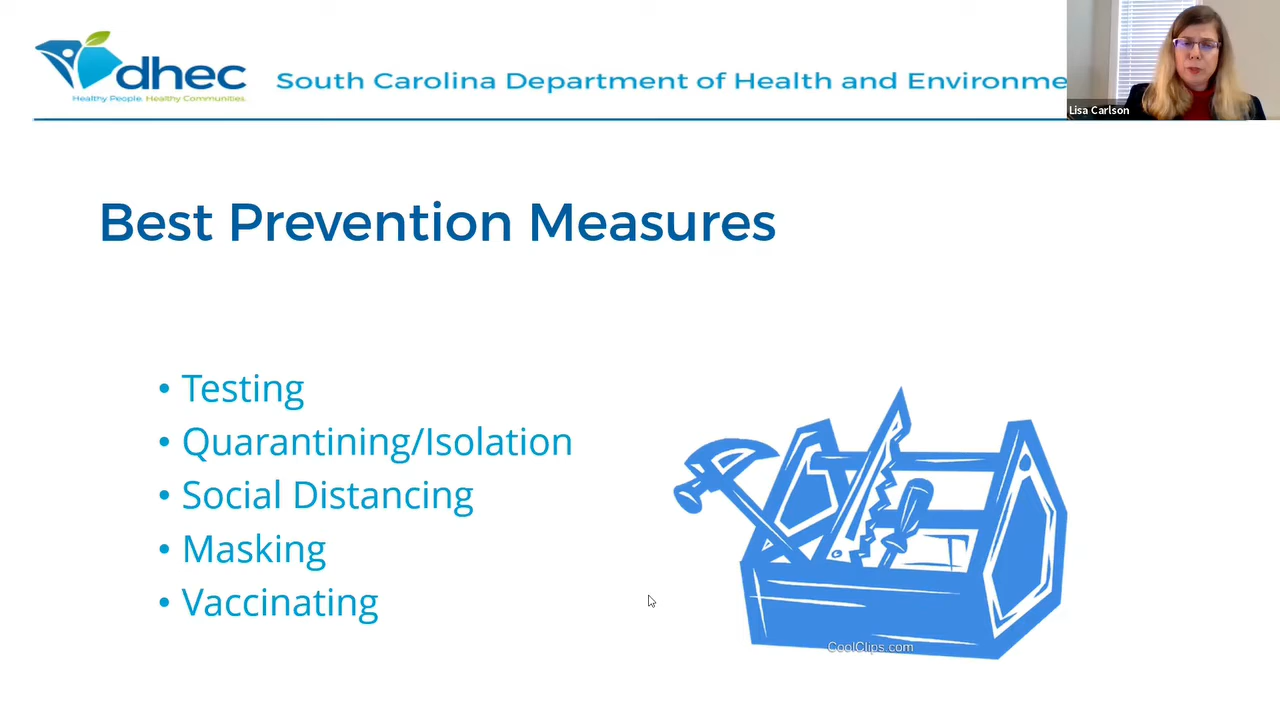 dhec
Healthy People. Healthy Communities.
South Carolina Department of Health and Environme
Lisa Carlson
Best Prevention Measures
• Testing
• Quarantining/Isolation
• Social Distancing
• Masking
• Vaccinating
CoolClips.com